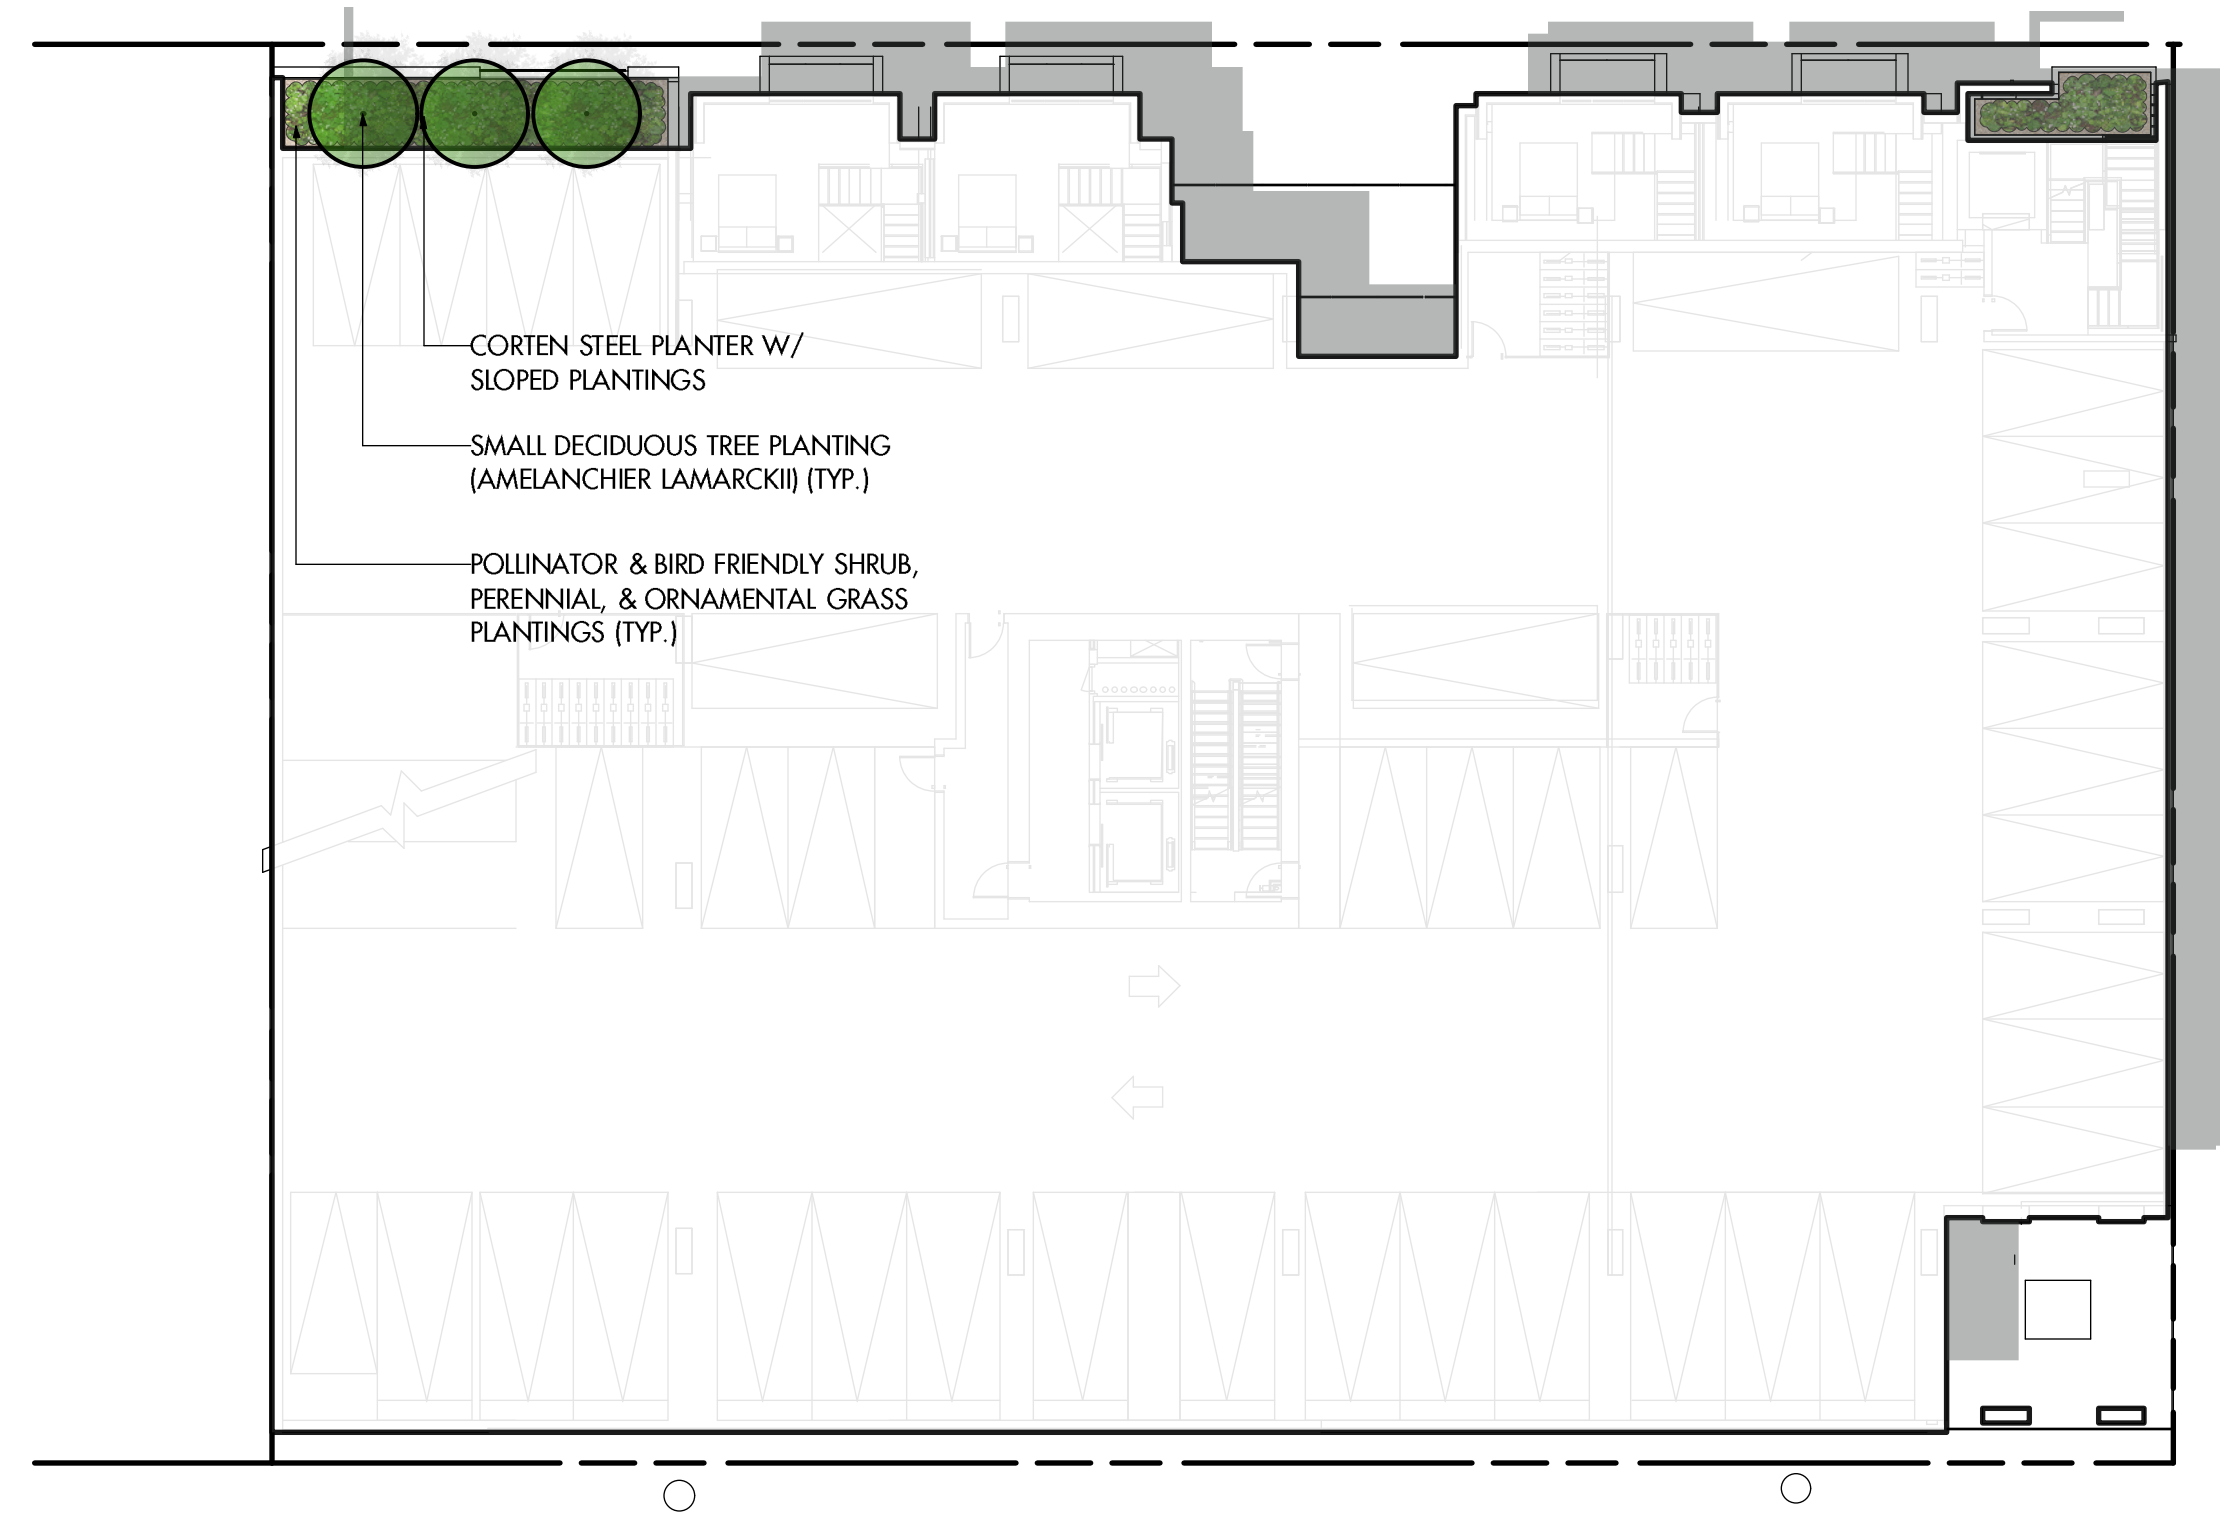 CORTEN STEEL PLANTER W/
SLOPED PLANTINGS
SMALL DECIDUOUS TREE PLANTING
(AMELANCHIER LAMARCKII) (TYP.)
POLLINATOR & BIRD FRIENDLY SHRUB,
PERENNIAL, & ORNAMENTAL GRASS
PLANTINGS (TYP.)